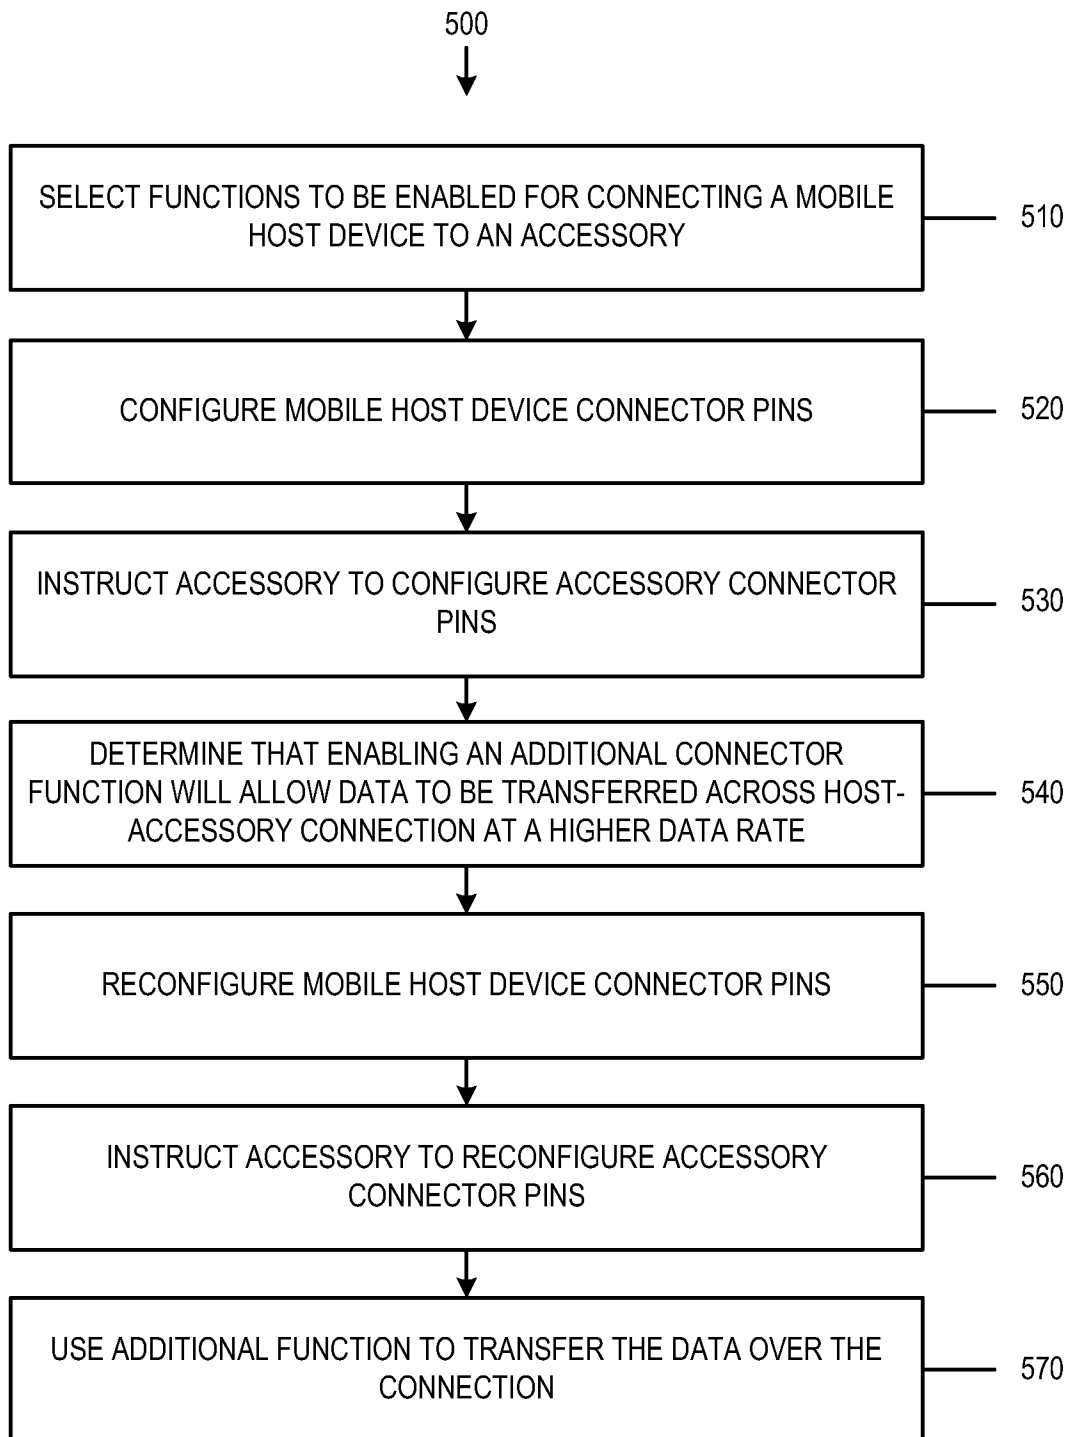 500
SELECT FUNCTIONS TO BE ENABLED FOR CONNECTING A MOBILE
HOST DEVICE TO AN ACCESSORY
510
CONFIGURE MOBILE HOST DEVICE CONNECTOR PINS
520
INSTRUCT ACCESSORY TO CONFIGURE ACCESSORY CONNECTOR
PINS
530
DETERMINE THAT ENABLING AN ADDITIONAL CONNECTOR
FUNCTION WILL ALLOW DATA TO BE TRANSFERRED ACROSS HOST-
ACCESSORY CONNECTION AT A HIGHER DATA RATE
540
RECONFIGURE MOBILE HOST DEVICE CONNECTOR PINS
550
INSTRUCT ACCESSORY TO RECONFIGURE ACCESSORY
CONNECTOR PINS
560
USE ADDITIONAL FUNCTION TO TRANSFER THE DATA OVER THE
CONNECTION
570